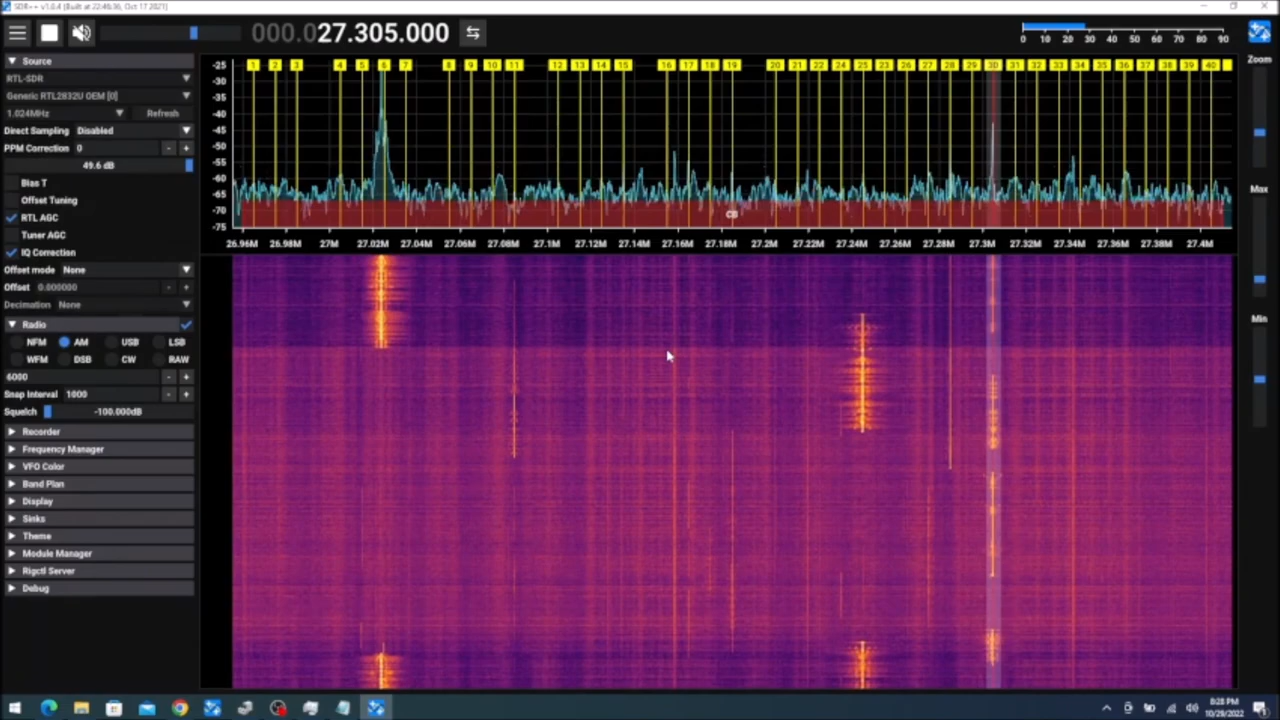 SDR++ v1.0.4 (Built at 22:46:36, Oct 17 2021)
000.027.305.000
0 10 20 30 40 50 60 70 80 90
Source
RTL-SDR
Generic RTL2832U OEM [0]
1.024MHz Refresh
Direct Sampling Disabled
PPM Correction 0 - +
49.6 dB
Bias T
Offset Tuning
RTL AGC
Tuner AGC
IQ Correction
Offset mode None
Offset 0.000000 - +
Decimation None
Radio
NFM AM USB LSB
WFM DSB CW RAW
6000 - +
Snap Interval 1000 - +
Squelch -100.000dB
Recorder
Frequency Manager
VFO Color
Band Plan
Display
Sinks
Theme
Module Manager
Rigctl Server
Debug
1 2 3 4 5 6 7 8 9 10 11 12 13 14 15 16 17 18 19 20 21 22 24 25 23 26 27 28 29 30 31 32 33 34 35 36 37 38 39 40
-25
-30
-35
-40
-45
-50
-55
-60
-65
-70
-75
CB
26.96M 26.98M 27M 27.02M 27.04M 27.06M 27.08M 27.1M 27.12M 27.14M 27.16M 27.18M 27.2M 27.22M 27.24M 27.26M 27.28M 27.3M 27.32M 27.34M 27.36M 27.38M 27.4M
Zoom
Max
Min
8:28 PM
10/29/2022